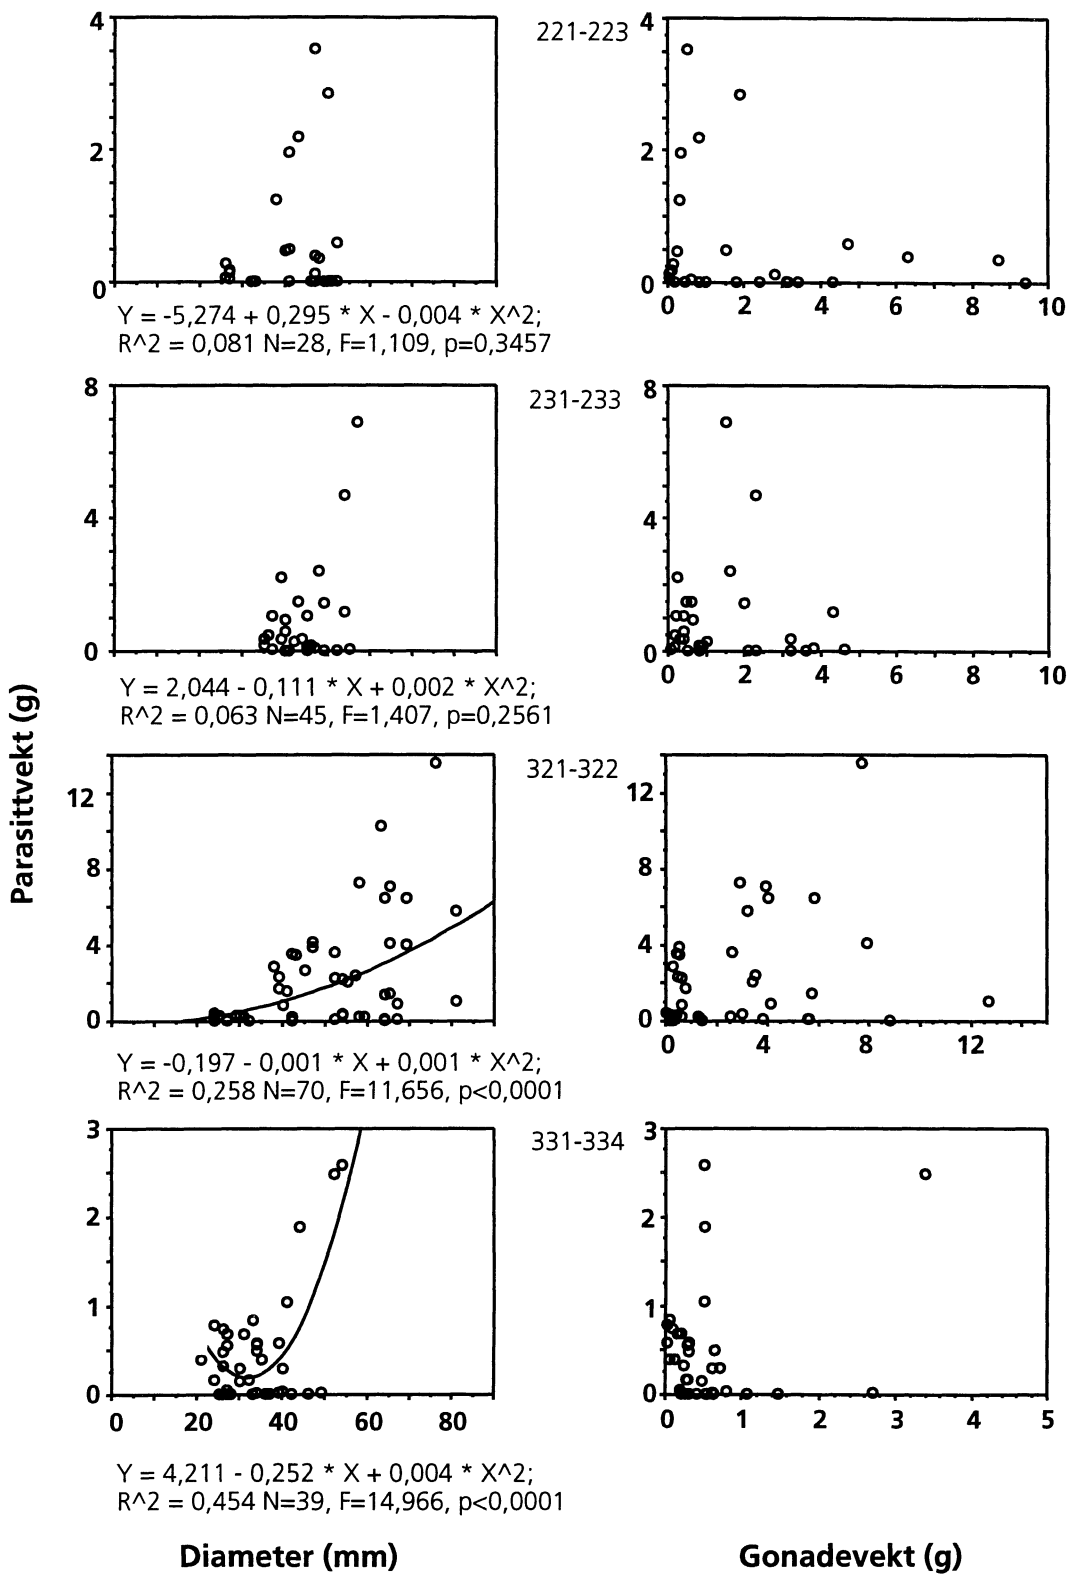 Parasittvekt (g)
221-223
4
2
0
4
2
0
0 2 4 6 8 10
Y = -5,274 + 0,295 * X - 0,004 * X^2;
R^2 = 0,081 N=28, F=1,109, p=0,3457
231-233
8
4
0
8
4
0
0 2 4 6 8 10
Y = 2,044 - 0,111 * X + 0,002 * X^2;
R^2 = 0,063 N=45, F=1,407, p=0,2561
321-322
12
8
4
0
12
8
4
0
0 4 8 12
Y = -0,197 - 0,001 * X + 0,001 * X^2;
R^2 = 0,258 N=70, F=11,656, p<0,0001
331-334
3
2
1
0
0 20 40 60 80
3
2
1
0
0 1 2 3 4 5
Y = 4,211 - 0,252 * X + 0,004 * X^2;
R^2 = 0,454 N=39, F=14,966, p<0,0001
Diameter (mm)
Gonadevekt (g)